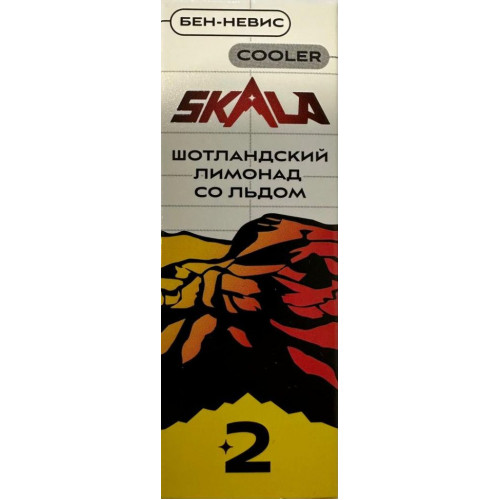 БЕН-НЕВИС
COOLER
SKALA
ШОТЛАНДСКИЙ
ЛИМОНАД
СО ЛЬДОМ
2